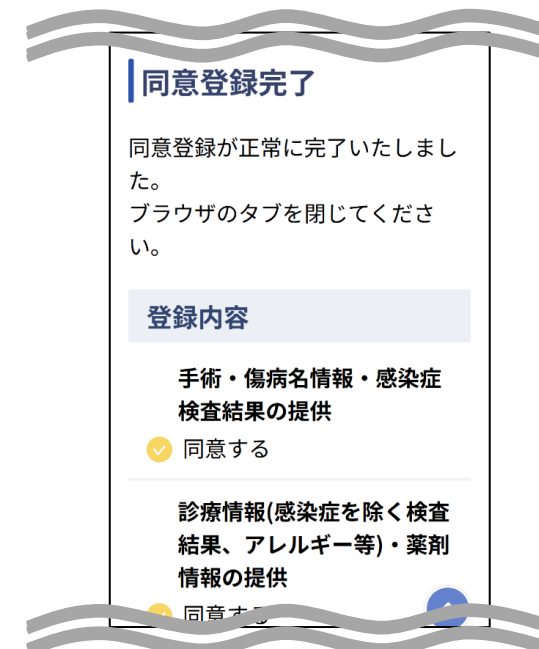 同意登録完了
同意登録が正常に完了いたしまし
た。
ブラウザのタブを閉じてくださ
い。
登録内容
手術・傷病名情報・感染症
検査結果の提供
同意する
診療情報(感染症を除く検査
結果、アレルギー等)・薬剤
情報の提供
同意する